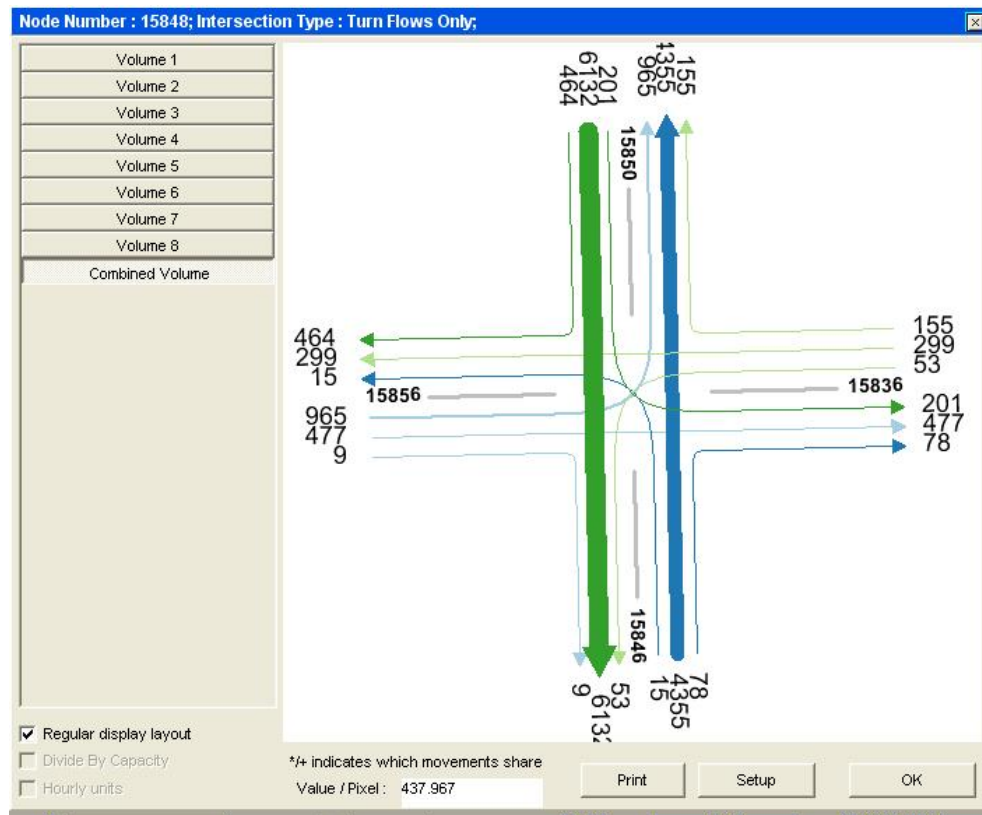 Node Number : 15848; Intersection Type : Turn Flows Only;
Volume 1
Volume 2
Volume 3
Volume 4
Volume 5
Volume 6
Volume 7
Volume 8
Combined Volume
464
6132
201
965
4355
155
15850
464
299
15
15856
965
477
9
155
299
53
15836
201
477
78
15846
9
6132
53
15
4355
78
Regular display layout
Divide By Capacity
Hourly units
*/+ indicates which movements share
Value / Pixel : 437.967
Print
Setup
OK